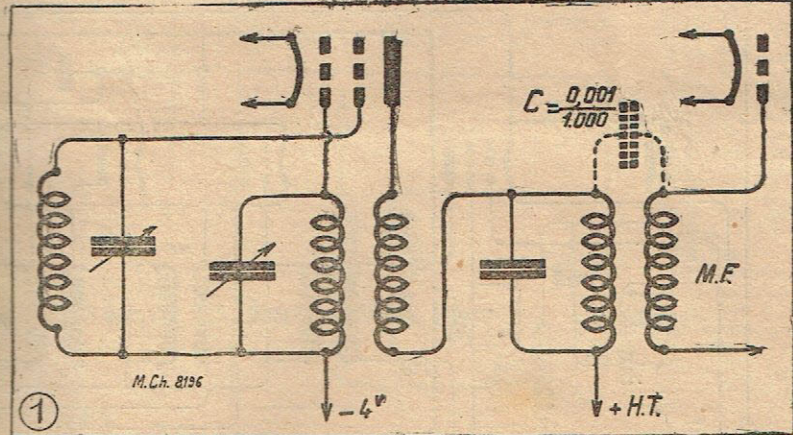 C = 0,001
1.000
M.F.
M.Ch. 8196
1
- 4v
+ H.T.